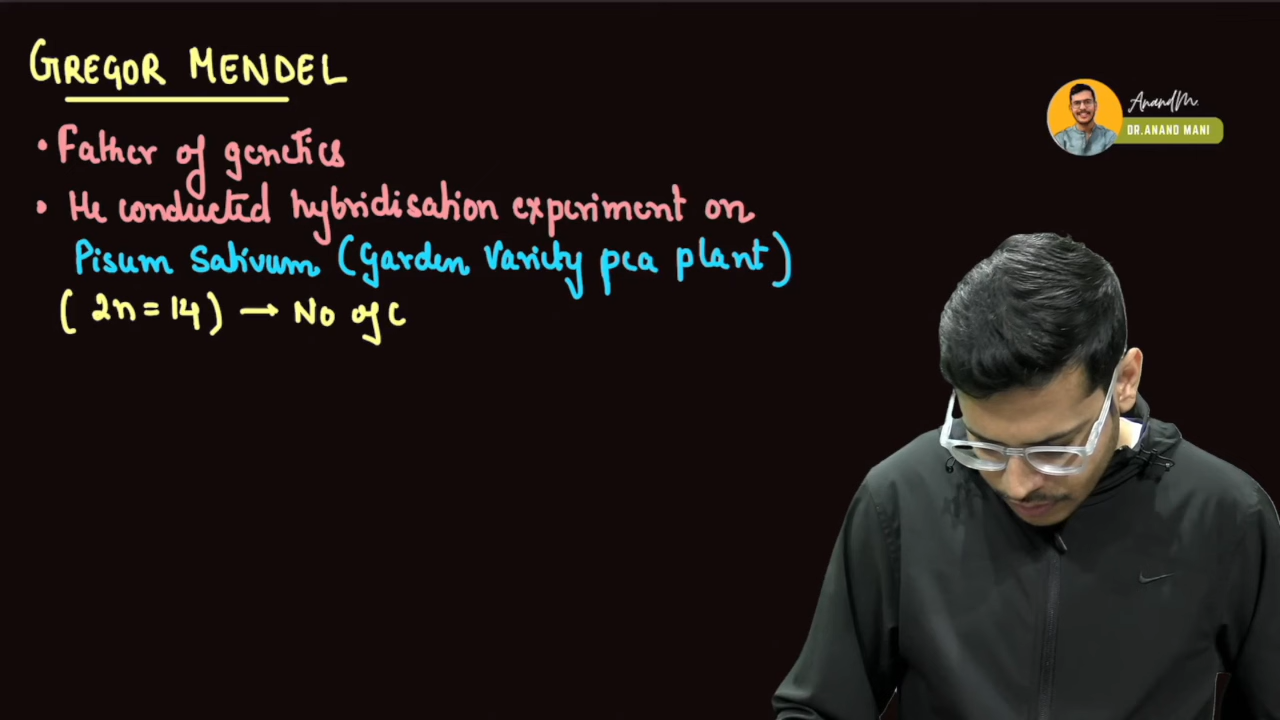 GREGOR MENDEL
• Father of genetics
• He conducted hybridisation experiment on
Pisum Sativum (Garden Variety pea plant)
( 2n = 14 ) → No of C
AnandM.
DR.ANAND MANI